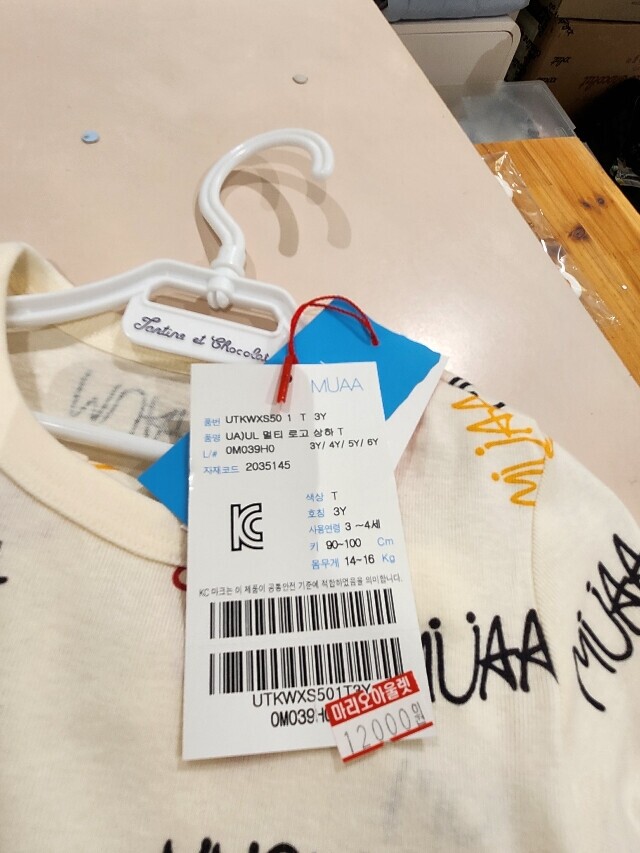 Tartine et Chocolat
MUAA
품번 UTKWXS50 1 T 3Y
품명 UA)UL 멀티 로고 상하 T
L/# 0M039H0 3Y/ 4Y/ 5Y/ 6Y
자재코드 2035145
색상 T
호칭 3Y
사용연령 3 ~4세
키 90~100 Cm
몸무게 14~16 Kg
KC
KC 마크는 이 제품이 공통안전 기준에 적합하였음을 의미합니다.
UTKWXS501T3Y
0M039H0
마리오아울렛
12000원
MÜAA
MÜAA
MÜAA